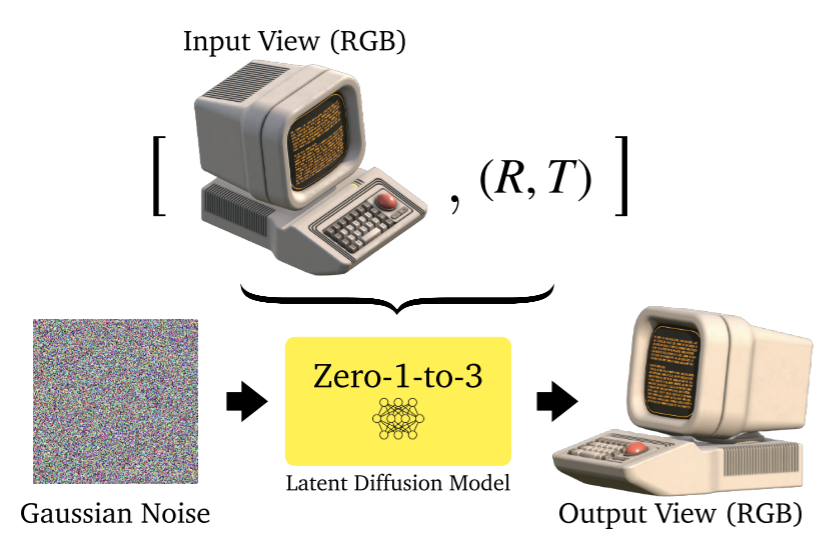 Input View (RGB)
[ , (R, T) ]
Zero-1-to-3
Latent Diffusion Model
Gaussian Noise
Output View (RGB)